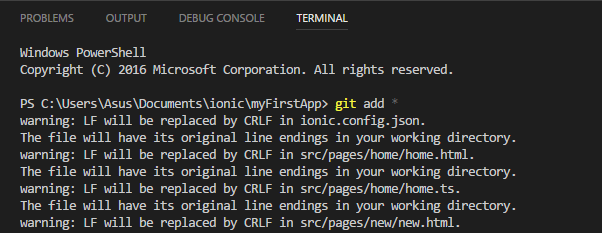 PROBLEMS OUTPUT DEBUG CONSOLE TERMINAL
Windows PowerShell
Copyright (C) 2016 Microsoft Corporation. All rights reserved.
PS C:\Users\Asus\Documents\ionic\myFirstApp> git add *
warning: LF will be replaced by CRLF in ionic.config.json.
The file will have its original line endings in your working directory.
warning: LF will be replaced by CRLF in src/pages/home/home.html.
The file will have its original line endings in your working directory.
warning: LF will be replaced by CRLF in src/pages/home/home.ts.
The file will have its original line endings in your working directory.
warning: LF will be replaced by CRLF in src/pages/new/new.html.